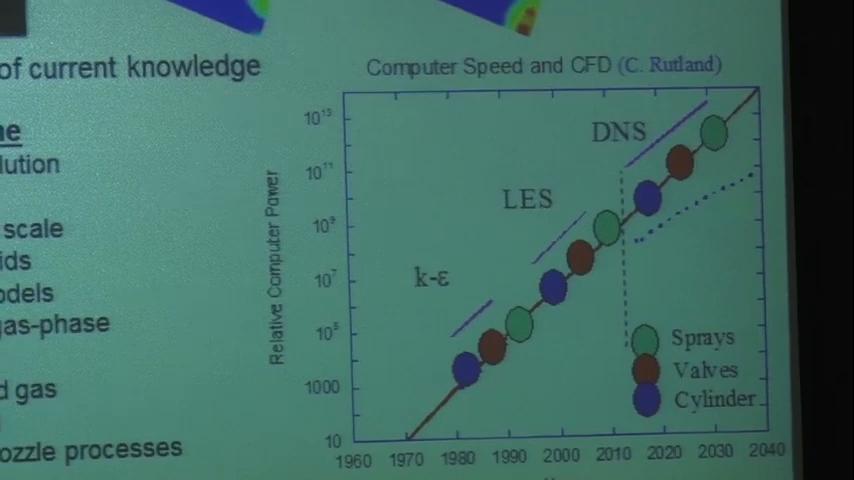 of current knowledge
ne
lution
scale
ids
odels
gas-phase
d gas
ozzle processes
Computer Speed and CFD (C. Rutland)
Relative Computer Power
10¹³
10¹¹
10⁹
10⁷
10⁵
1000
10
DNS
LES
k-ε
Sprays
Valves
Cylinder
1960 1970 1980 1990 2000 2010 2020 2030 2040